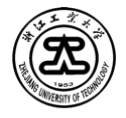 浙江工业大学
1953
ZHEJIANG UNIVERSITY OF TECHNOLOGY